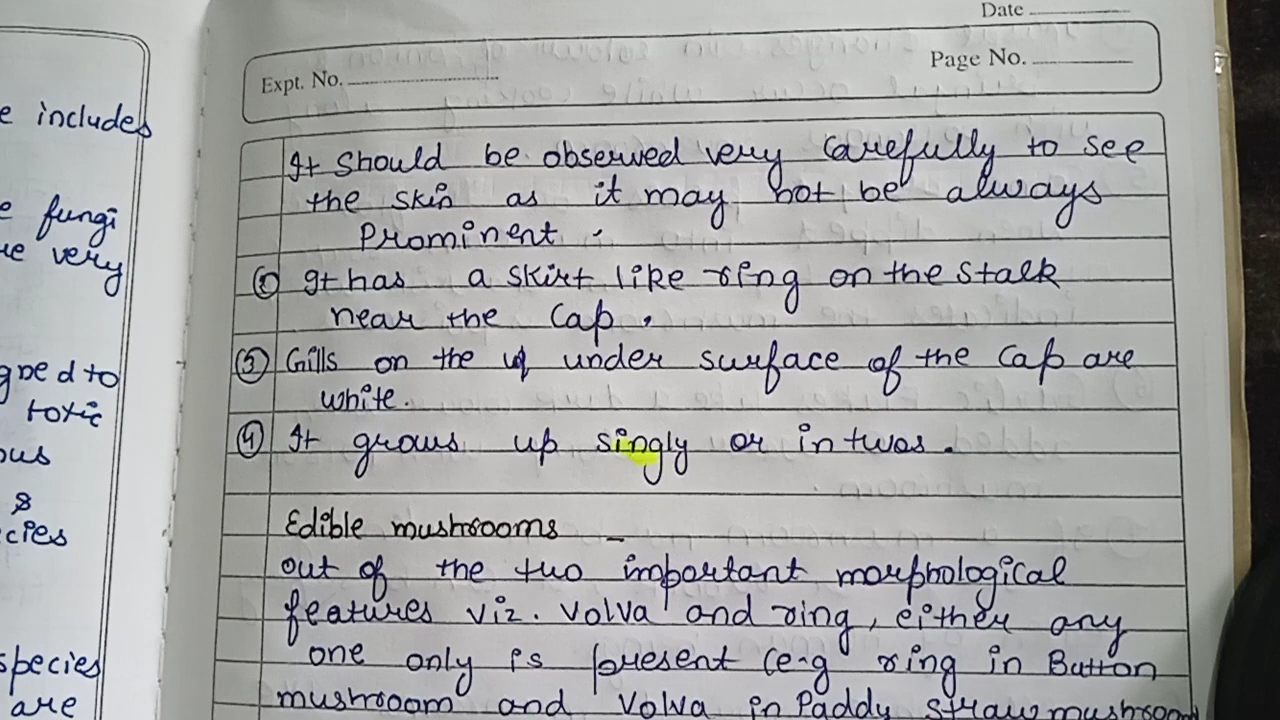 Date
Expt. No.
Page No.
e includes
e fungi
very
gned to
toxic
ous
&
cies
species
are
It should be observed very carefully to see
the skin as it may not be always
Prominent.
It has a skirt like ring on the stalk
near the cap.
③ Gills on the under surface of the cap are
white.
④ It grows up singly or in twos.
Edible mushrooms -
out of the two important morphological
features viz. Volva and ring, either any
one only is present (e.g ring in Button
mushrooom and Volva in Paddy straw mushroom